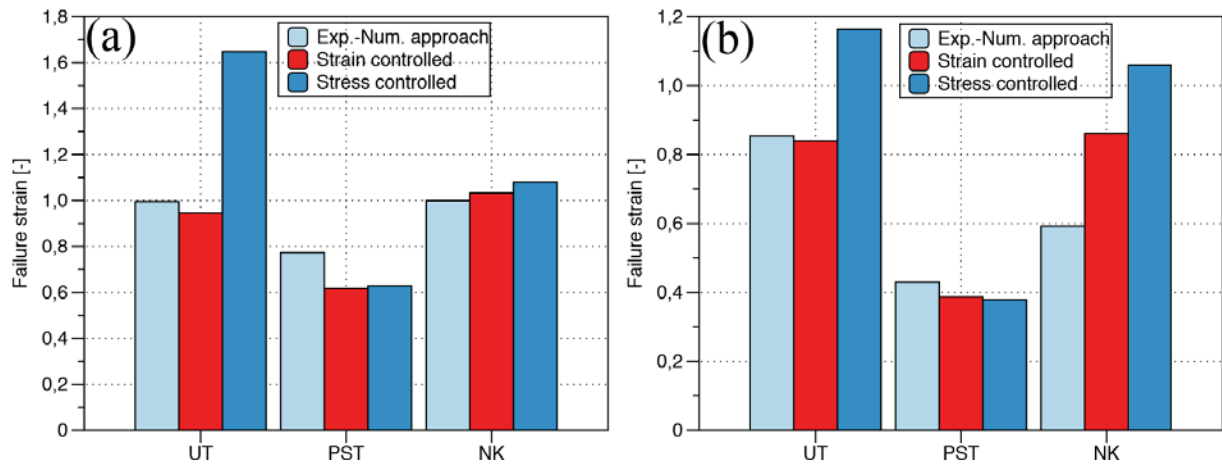 (a)
Exp.-Num. approach
Strain controlled
Stress controlled
Failure strain [-]
1,8
1,6
1,4
1,2
1,0
0,8
0,6
0,4
0,2
0
UT PST NK
(b)
Exp.-Num. approach
Strain controlled
Stress controlled
Failure strain [-]
1,2
1,0
0,8
0,6
0,4
0,2
0
UT PST NK